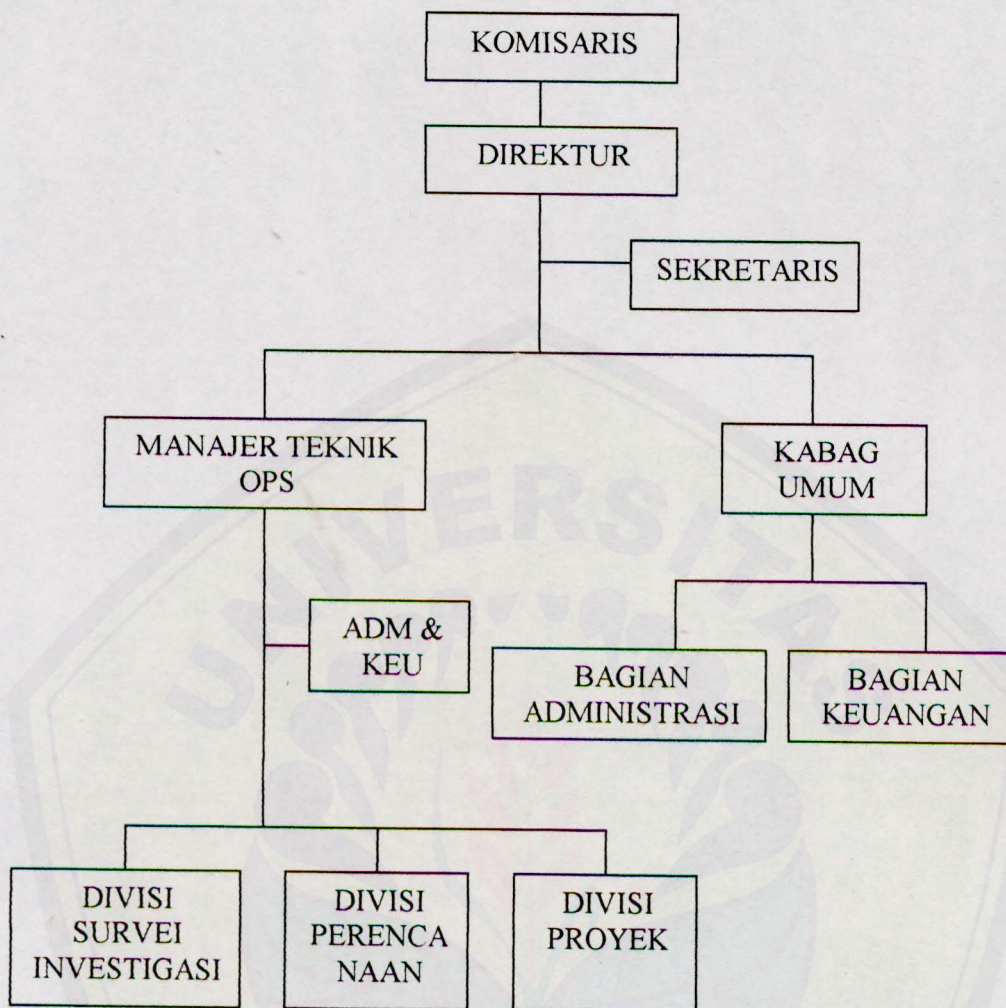 KOMISARIS
DIREKTUR
SEKRETARIS
MANAJER TEKNIK
OPS
KABAG
UMUM
ADM &
KEU
BAGIAN
ADMINISTRASI
BAGIAN
KEUANGAN
DIVISI
SURVEI
INVESTIGASI
DIVISI
PERENCA
NAAN
DIVISI
PROYEK
UNIVERSITAS